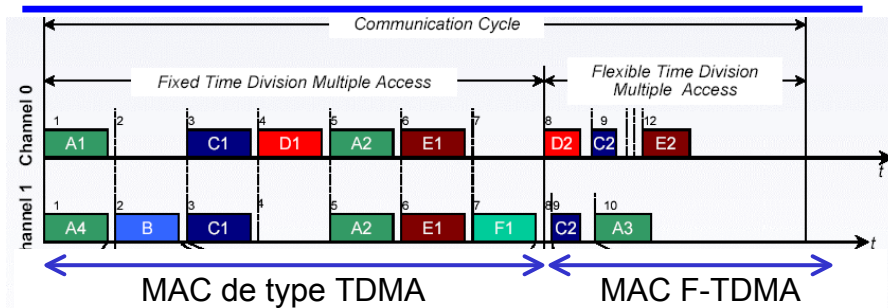 Communication Cycle
Fixed Time Division Multiple Access
Flexible Time Division
Multiple Access
Channel 0
1 2 3 4 5 6 7 8 9 12
A1 C1 D1 A2 E1 D2 C2 E2
t
hannel 1
1 2 3 4 5 6 7 8 9 10
A4 B C1 A2 E1 F1 C2 A3
t
MAC de type TDMA MAC F-TDMA